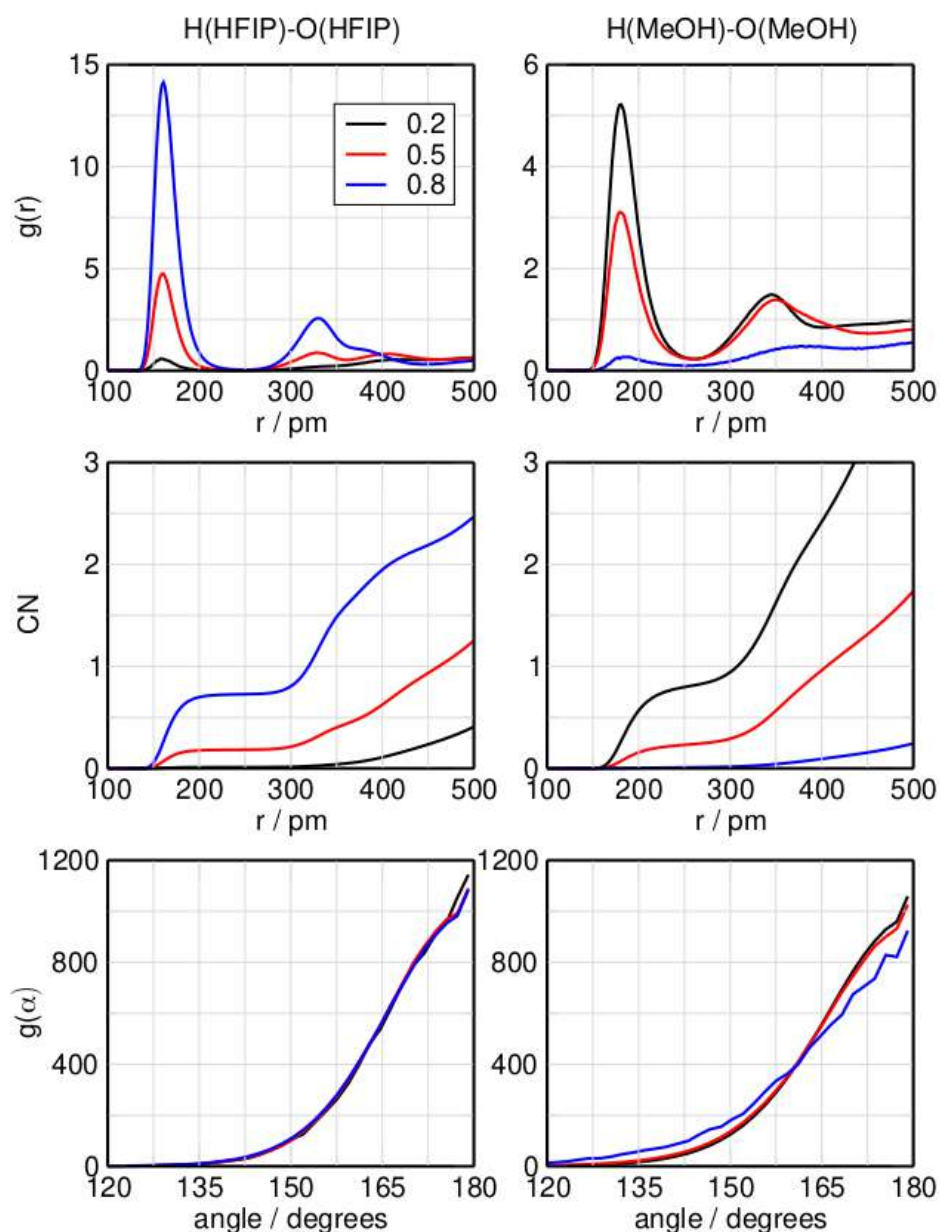 H(HFIP)-O(HFIP)
H(MeOH)-O(MeOH)
15
10
5
0
g(r)
0.2
0.5
0.8
100 200 300 400 500
r / pm
6
4
2
0
100 200 300 400 500
r / pm
3
2
1
0
CN
100 200 300 400 500
r / pm
3
2
1
0
100 200 300 400 500
r / pm
1200
800
400
0
g(α)
120 135 150 165 180
angle / degrees
1200
800
400
0
120 135 150 165 180
angle / degrees